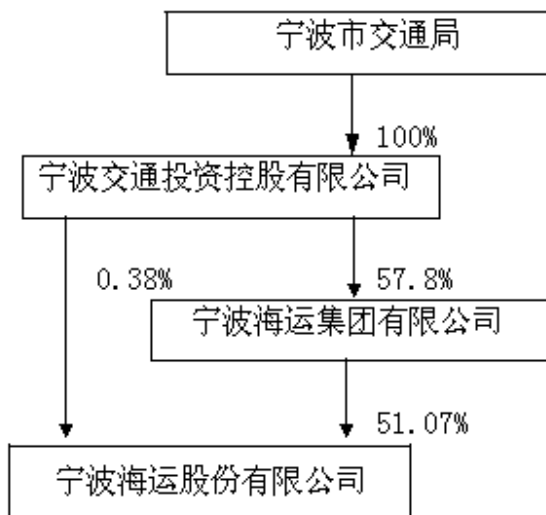 宁波市交通局
100%
宁波交通投资控股有限公司
0.38%
57.8%
宁波海运集团有限公司
51.07%
宁波海运股份有限公司